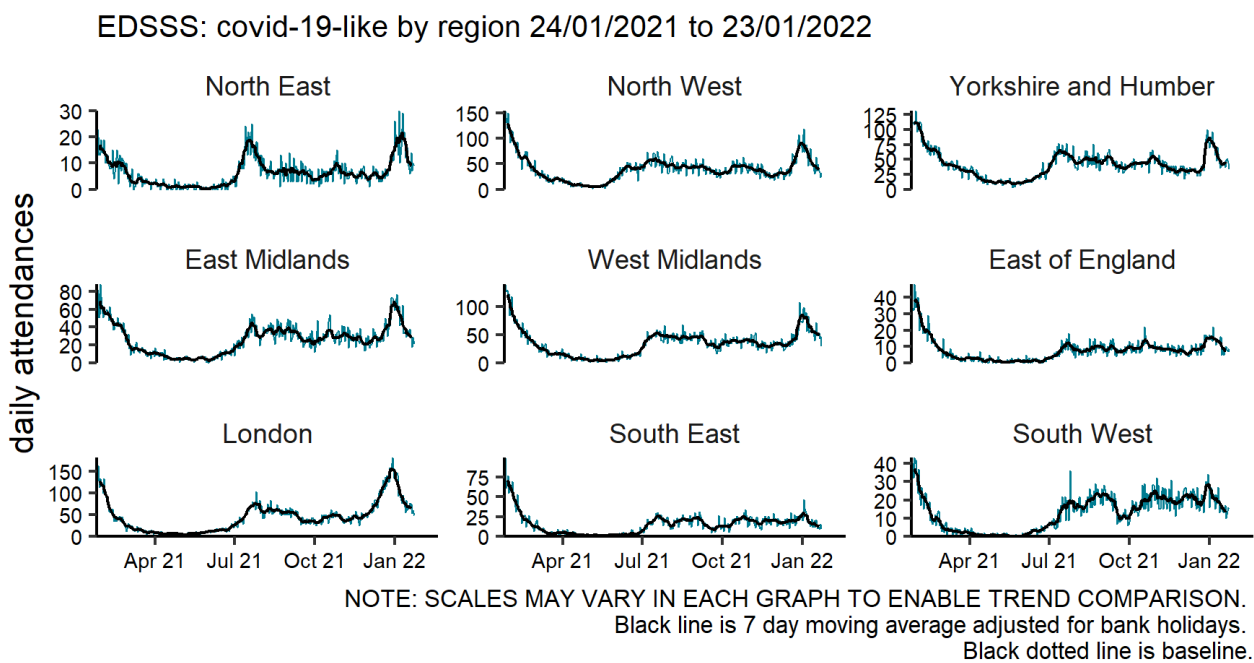 EDSSS: covid-19-like by region 24/01/2021 to 23/01/2022
daily attendances
North East
30
20
10
0
North West
150
100
50
0
Yorkshire and Humber
125
100
75
50
25
0
East Midlands
80
60
40
20
0
West Midlands
100
50
0
East of England
40
30
20
10
0
London
150
100
50
0
Apr 21 Jul 21 Oct 21 Jan 22
South East
75
50
25
0
Apr 21 Jul 21 Oct 21 Jan 22
South West
40
30
20
10
0
Apr 21 Jul 21 Oct 21 Jan 22
NOTE: SCALES MAY VARY IN EACH GRAPH TO ENABLE TREND COMPARISON.
Black line is 7 day moving average adjusted for bank holidays.
Black dotted line is baseline.